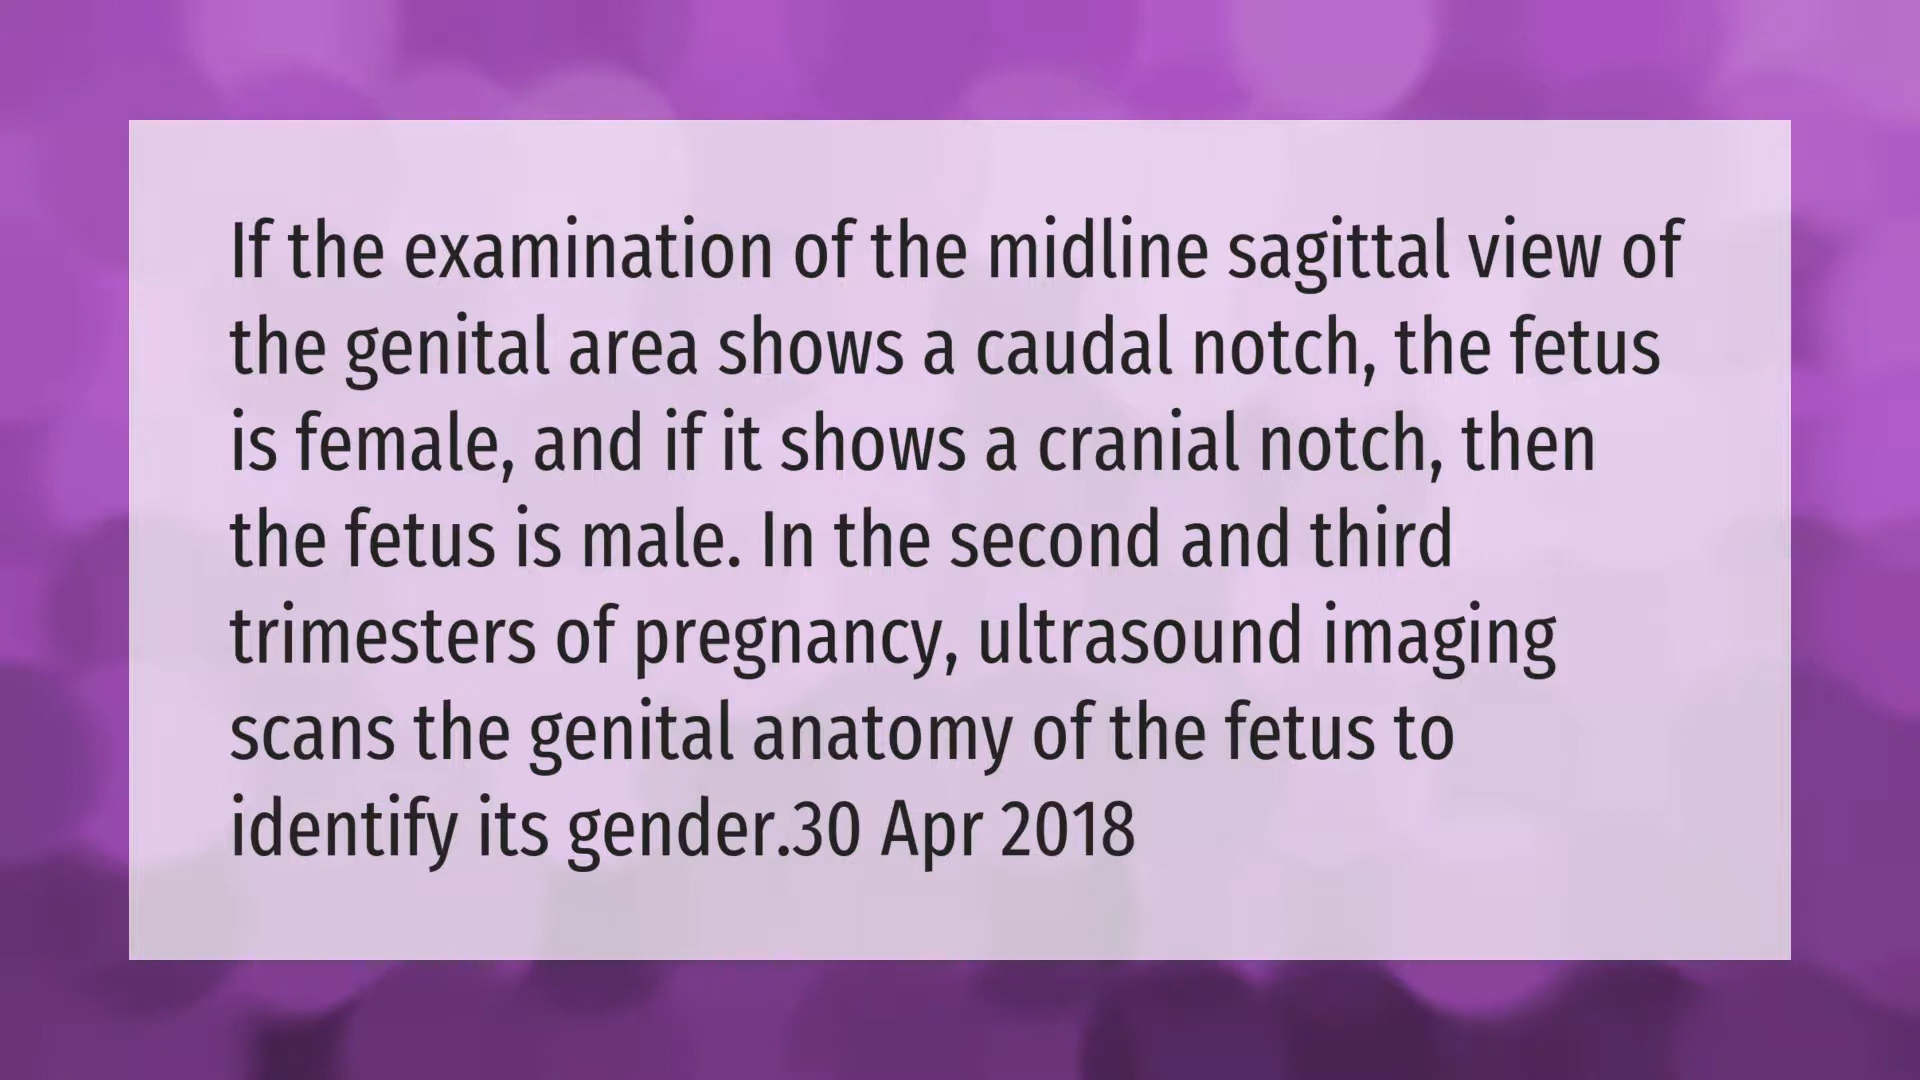 If the examination of the midline sagittal view of
the genital area shows a caudal notch, the fetus
is female, and if it shows a cranial notch, then
the fetus is male. In the second and third
trimesters of pregnancy, ultrasound imaging
scans the genital anatomy of the fetus to
identify its gender.30 Apr 2018